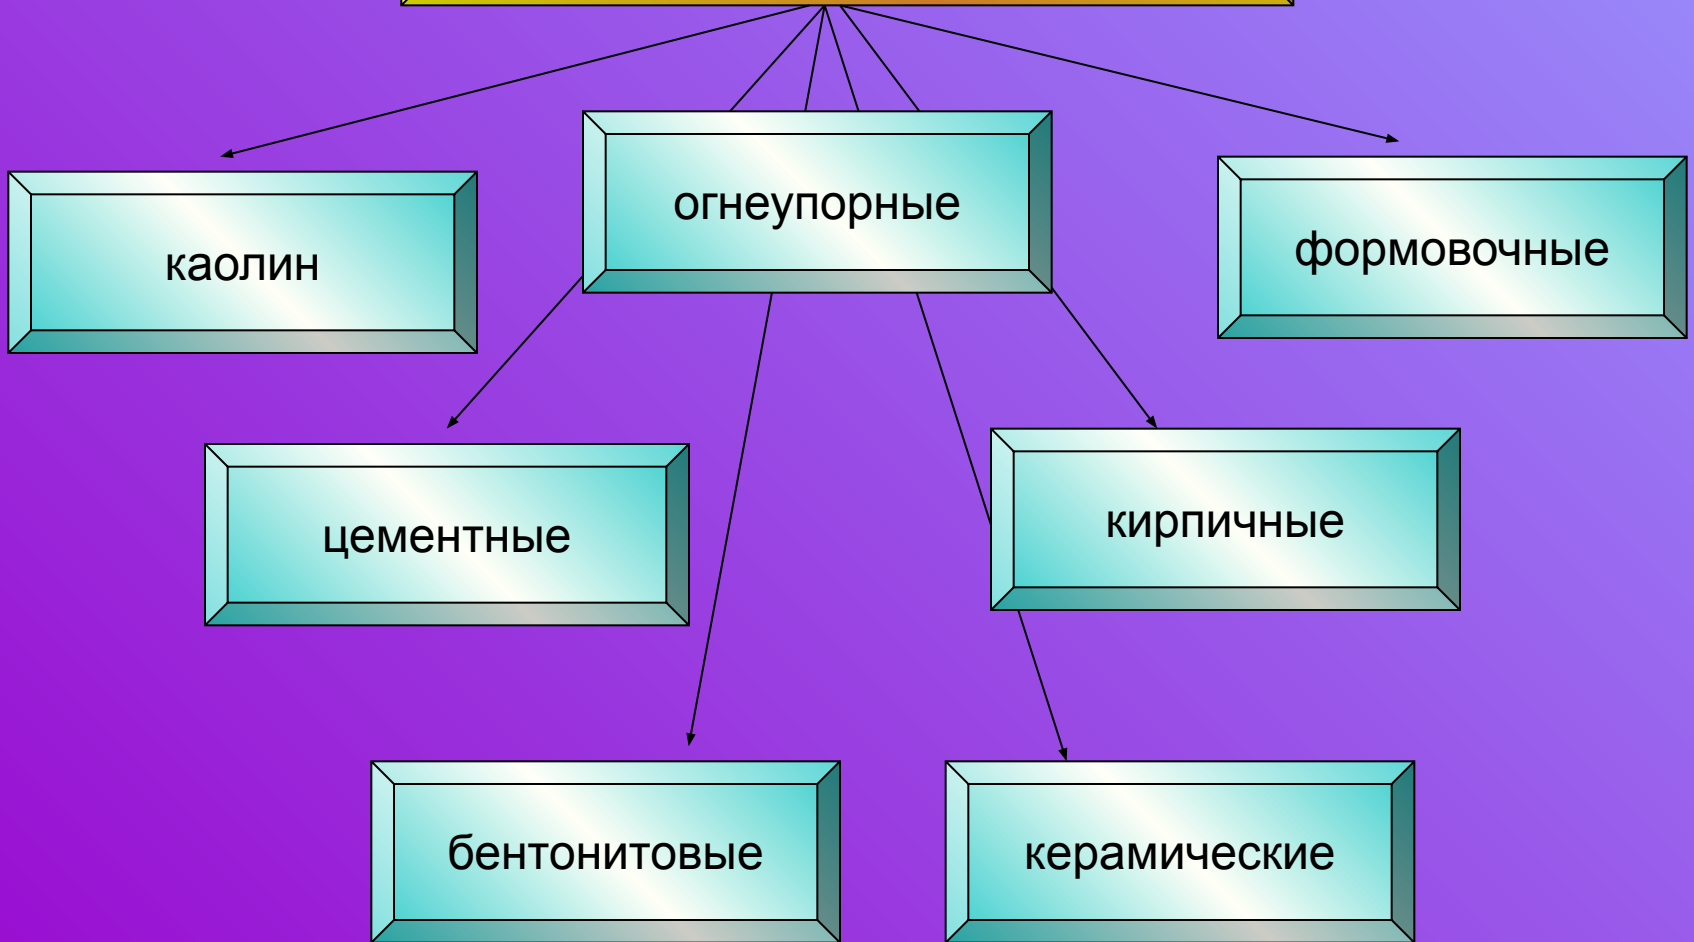 огнеупорные
каолин
формовочные
цементные
кирпичные
бентонитовые
керамические